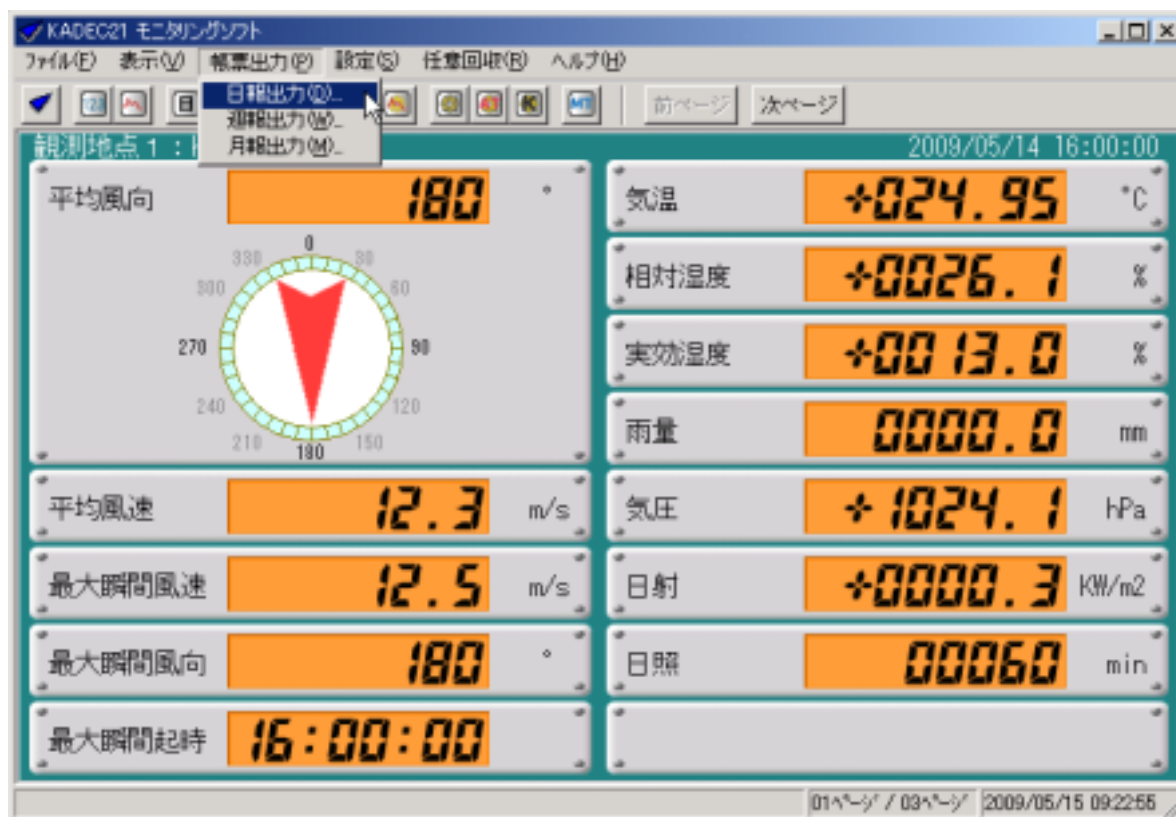 KADEC21 モニタリングソフト
ファイル(F) 表示(V) 帳票出力(P) 設定(S) 任意回収(R) ヘルプ(H)
日報出力(D)...
週報出力(W)...
月報出力(M)...
前ページ 次ページ
観測地点1:
2009/05/14 16:00:00
平均風向 180 °
0
30
60
90
120
150
180
210
240
270
300
330
平均風速 12.3 m/s
最大瞬間風速 12.5 m/s
最大瞬間風向 180 °
最大瞬間起時 16:00:00
気温 +024.95 °C
相対湿度 +0026.1 %
実効湿度 +0013.0 %
雨量 0000.0 mm
気圧 +1024.1 hPa
日射 +0000.3 KW/m2
日照 00060 min
01ページ / 03ページ 2009/05/15 09:22:55